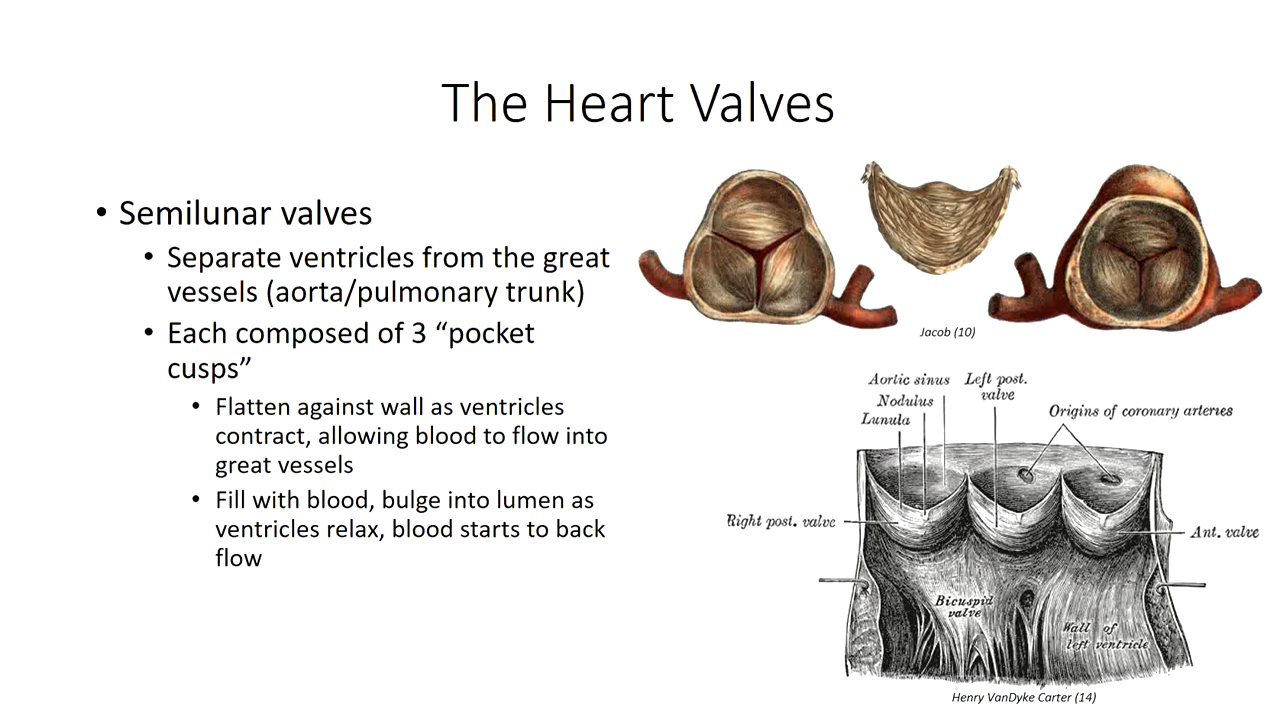 The Heart Valves
• Semilunar valves
• Separate ventricles from the great
vessels (aorta/pulmonary trunk)
• Each composed of 3 “pocket
cusps”
• Flatten against wall as ventricles
contract, allowing blood to flow into
great vessels
• Fill with blood, bulge into lumen as
ventricles relax, blood starts to back
flow
Jacob (10)
Aortic sinus
Left post.
valve
Nodulus
Lunula
Origins of coronary arteries
Right post. valve
Ant. valve
Bicuspid
valve
Wall of
left ventricle
Henry VanDyke Carter (14)